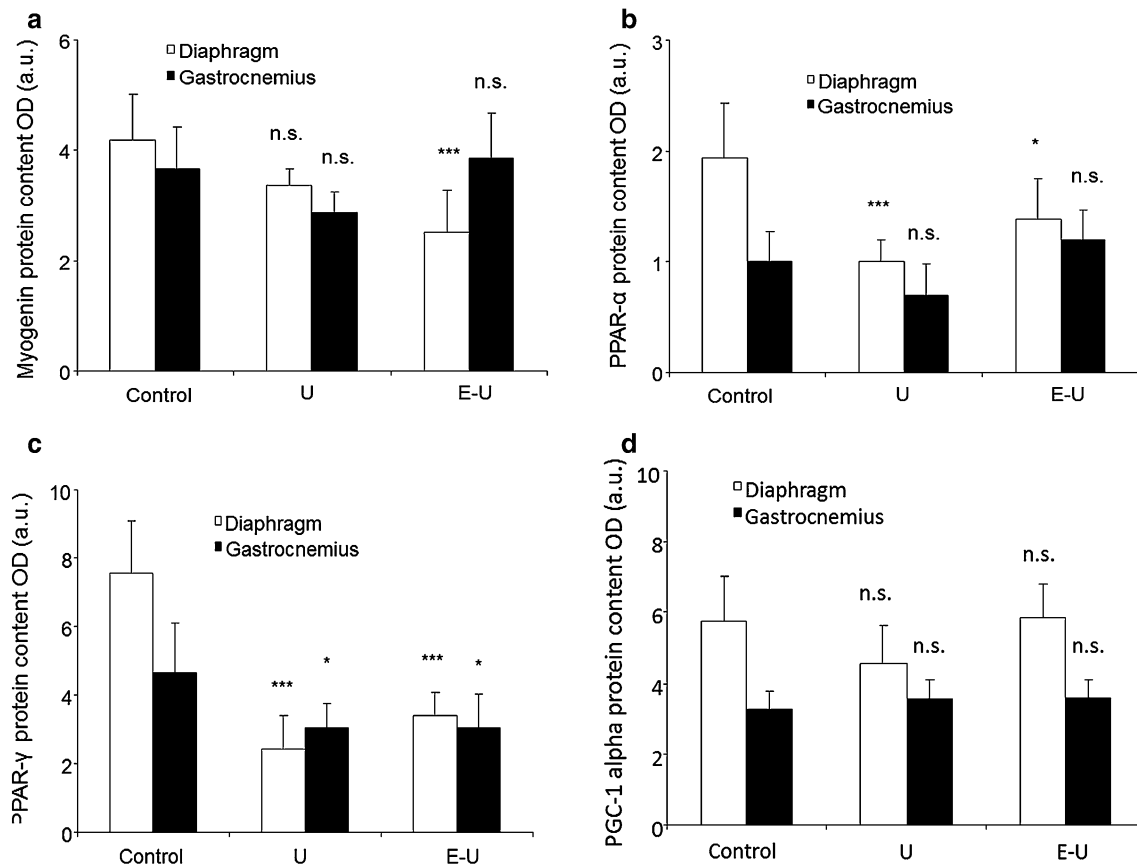 a
Myogenin protein content OD (a.u.)
6
4
2
0
Diaphragm
Gastrocnemius
n.s.
n.s.
***
n.s.
Control
U
E-U
b
PPAR-α protein content OD (a.u.)
3
2
1
0
Diaphragm
Gastrocnemius
***
n.s.
*
n.s.
Control
U
E-U
c
PPAR-γ protein content OD (a.u.)
10
8
6
4
2
0
Diaphragm
Gastrocnemius
***
*
***
*
Control
U
E-U
d
PGC-1 alpha protein content OD (a.u.)
10
8
6
4
2
0
Diaphragm
Gastrocnemius
n.s.
n.s.
n.s.
n.s.
Control
U
E-U